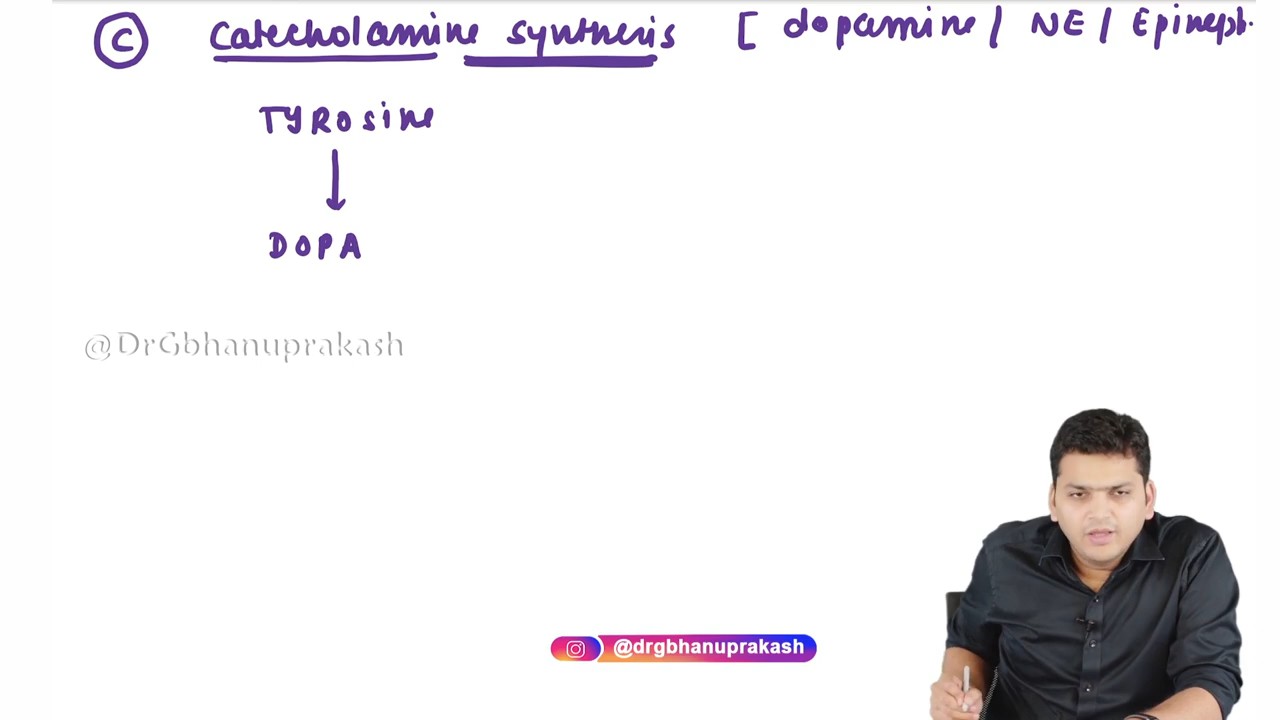 C Catecholamine synthesis [ dopamine / NE / Epineph.
TYROSINE
DOPA
@DrGbhanuprakash
@drgbhanuprakash